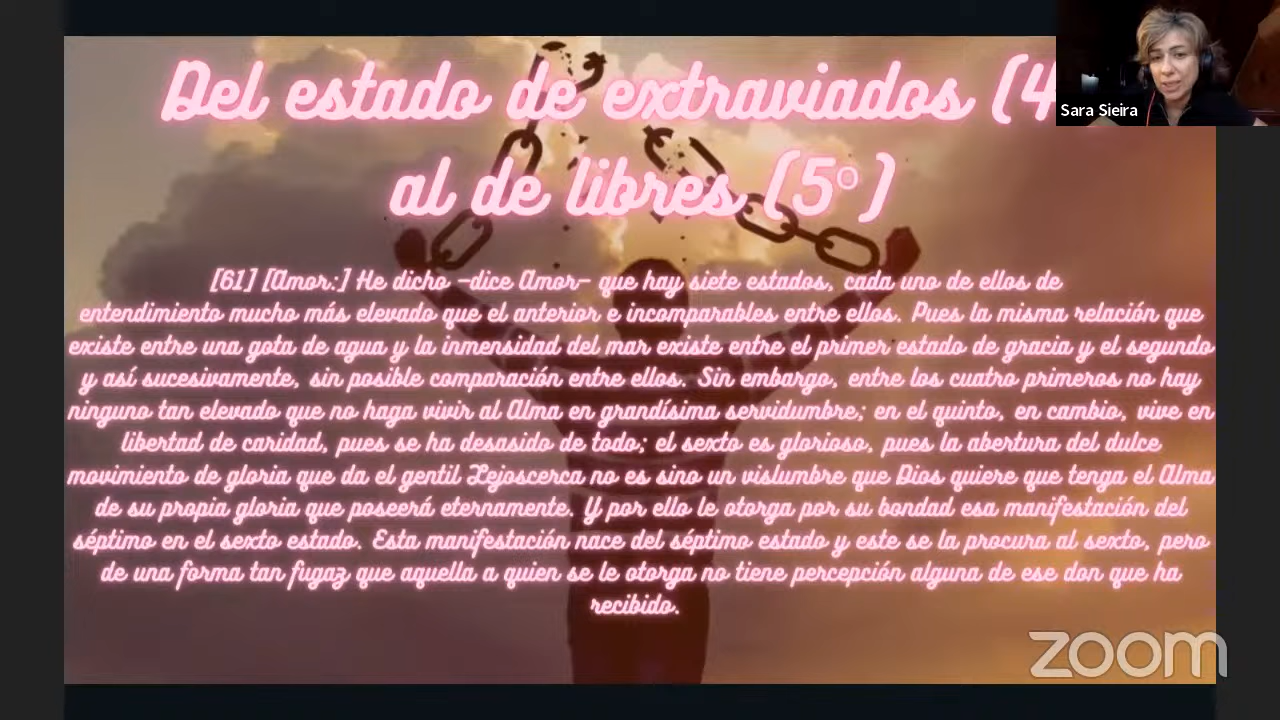 Del estado de extraviados (4
al de libres (5º)
Sara Sieira
[61] [Amor:] He dicho –dice Amor– que hay siete estados, cada uno de ellos de
entendimiento mucho más elevado que el anterior e incomparables entre ellos. Pues la misma relación que
existe entre una gota de agua y la inmensidad del mar existe entre el primer estado de gracia y el segundo
y así sucesivamente, sin posible comparación entre ellos. Sin embargo, entre los cuatro primeros no hay
ninguno tan elevado que no haga vivir al Alma en grandísima servidumbre; en el quinto, en cambio, vive en
libertad de caridad, pues se ha desasido de todo; el sexto es glorioso, pues la abertura del dulce
movimiento de gloria que da el gentil Lejoscerca no es sino un vislumbre que Dios quiere que tenga el Alma
de su propia gloria que poseerá eternamente. Y por ello le otorga por su bondad esa manifestación del
séptimo en el sexto estado. Esta manifestación nace del séptimo estado y este se la procura al sexto, pero
de una forma tan fugaz que aquella a quien se le otorga no tiene percepción alguna de ese don que ha
recibido.
zoom